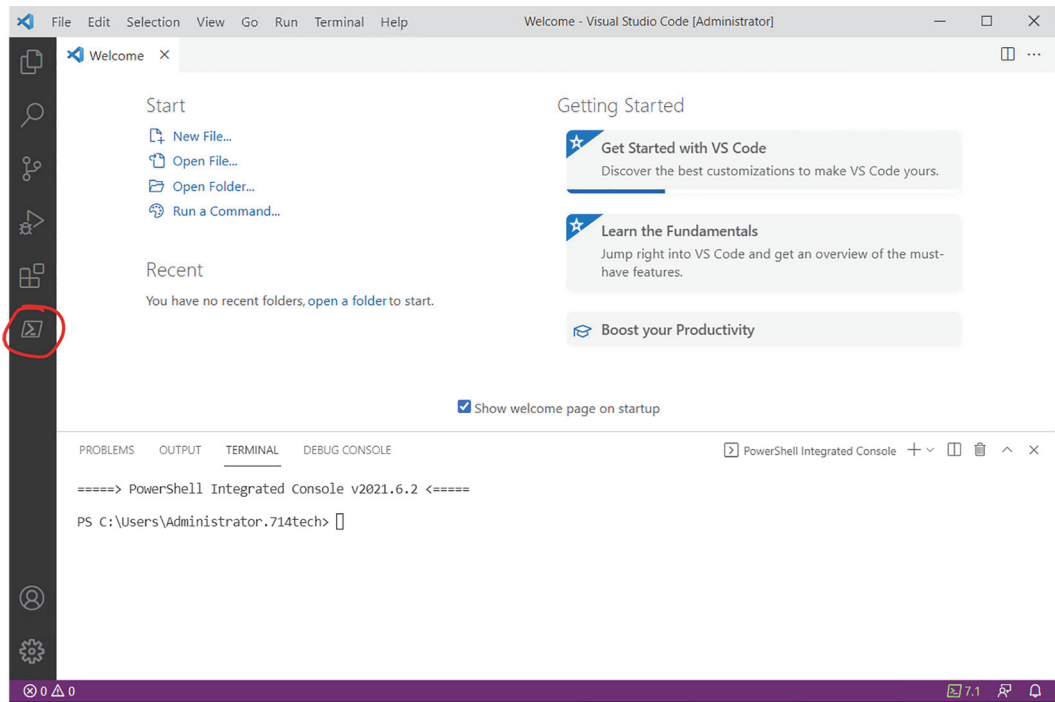 File Edit Selection View Go Run Terminal Help Welcome - Visual Studio Code [Administrator]
Welcome
Start
New File...
Open File...
Open Folder...
Run a Command...
Recent
You have no recent folders, open a folder to start.
Getting Started
Get Started with VS Code
Discover the best customizations to make VS Code yours.
Learn the Fundamentals
Jump right into VS Code and get an overview of the must-
have features.
Boost your Productivity
Show welcome page on startup
PROBLEMS OUTPUT TERMINAL DEBUG CONSOLE PowerShell Integrated Console
=====> PowerShell Integrated Console v2021.6.2 <=====
PS C:\Users\Administrator.714tech>
0 0 7.1